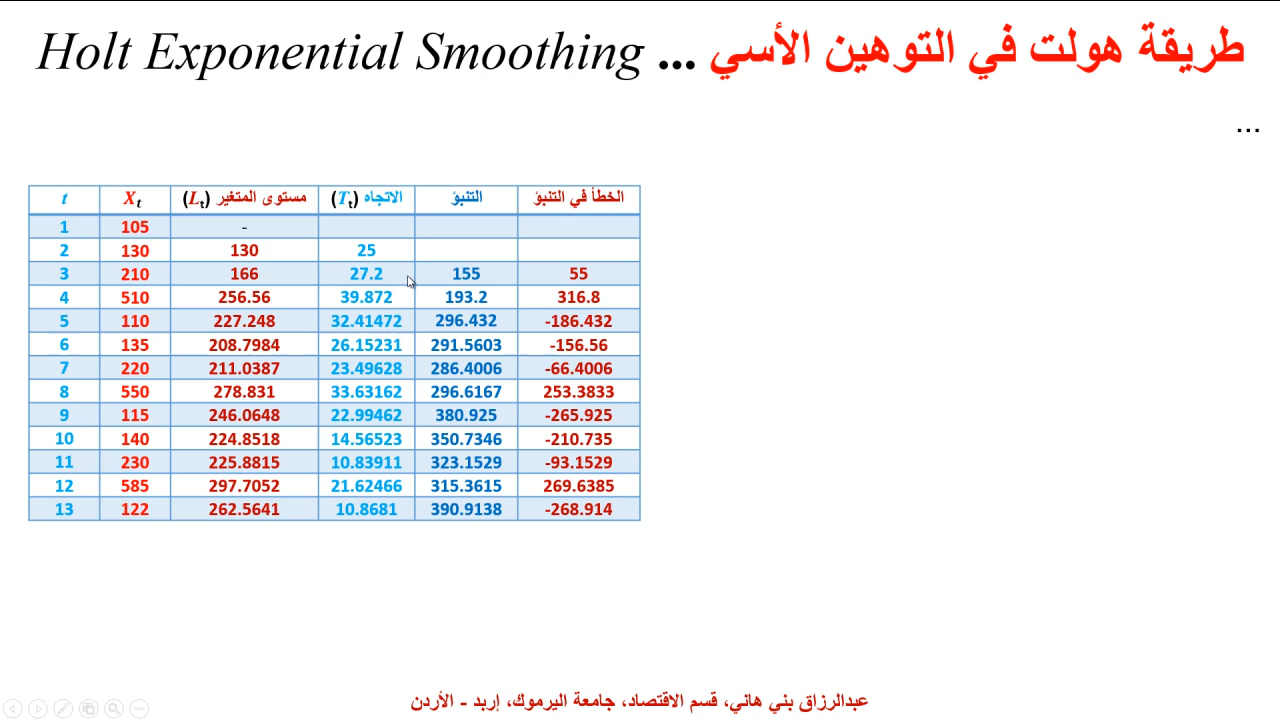 طريقة هولت في التوهين الأسي ... Holt Exponential Smoothing
...
t Xt مستوى المتغير (Lt) الاتجاه (Tt) التنبؤ الخطأ في التنبؤ
1 105 -
2 130 130 25
3 210 166 27.2 155 55
4 510 256.56 39.872 193.2 316.8
5 110 227.248 32.41472 296.432 -186.432
6 135 208.7984 26.15231 291.5603 -156.56
7 220 211.0387 23.49628 286.4006 -66.4006
8 550 278.831 33.63162 296.6167 253.3833
9 115 246.0648 22.99462 380.925 -265.925
10 140 224.8518 14.56523 350.7346 -210.735
11 230 225.8815 10.83911 323.1529 -93.1529
12 585 297.7052 21.62466 315.3615 269.6385
13 122 262.5641 10.8681 390.9138 -268.914
عبدالرزاق بني هاني، قسم الاقتصاد، جامعة اليرموك، إربد - الأردن